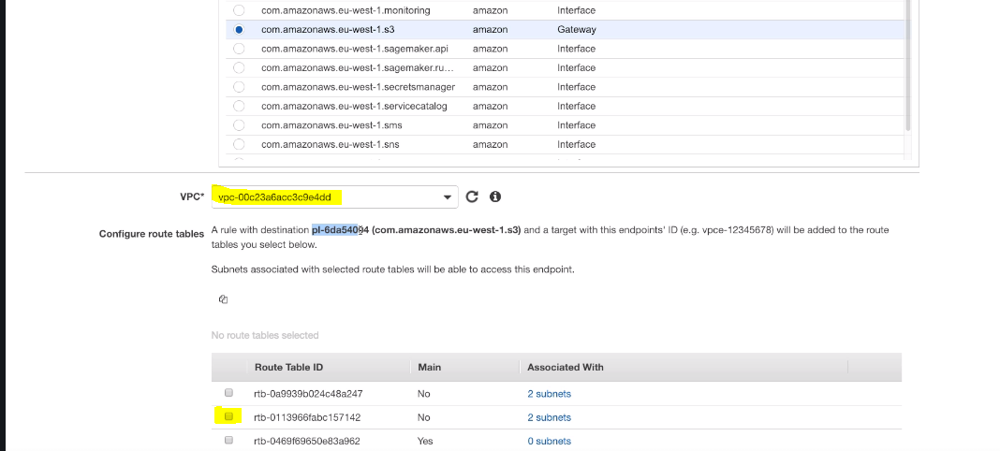 com.amazonaws.eu-west-1.monitoring amazon Interface
com.amazonaws.eu-west-1.s3 amazon Gateway
com.amazonaws.eu-west-1.sagemaker.api amazon Interface
com.amazonaws.eu-west-1.sagemaker.ru... amazon Interface
com.amazonaws.eu-west-1.secretsmanager amazon Interface
com.amazonaws.eu-west-1.servicecatalog amazon Interface
com.amazonaws.eu-west-1.sms amazon Interface
com.amazonaws.eu-west-1.sns amazon Interface
VPC* vpc-00c23a6acc3c9e4dd
Configure route tables A rule with destination pl-6da54004 (com.amazonaws.eu-west-1.s3) and a target with this endpoints' ID (e.g. vpce-12345678) will be added to the route
tables you select below.
Subnets associated with selected route tables will be able to access this endpoint.
No route tables selected
Route Table ID Main Associated With
rtb-0a9939b024c48a247 No 2 subnets
rtb-0113966fabc157142 No 2 subnets
rtb-0469f69650e83a962 Yes 0 subnets